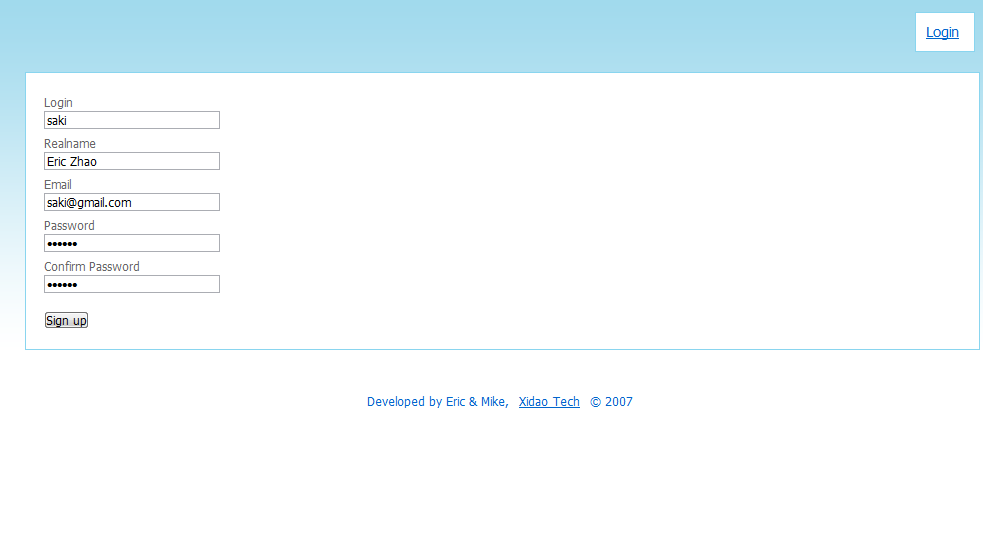 Login
Login
saki
Realname
Eric Zhao
Email
saki@gmail.com
Password
••••••
Confirm Password
••••••
Sign up
Developed by Eric & Mike, Xidao Tech © 2007